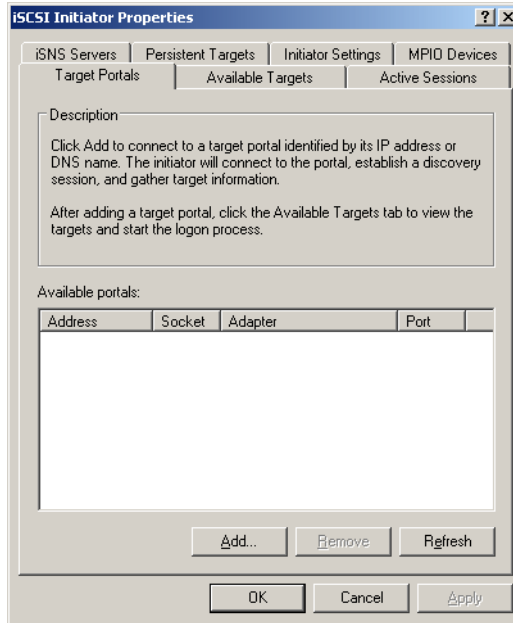 iSCSI Initiator Properties
iSNS Servers Persistent Targets Initiator Settings MPIO Devices
Target Portals Available Targets Active Sessions
Description
Click Add to connect to a target portal identified by its IP address or
DNS name. The initiator will connect to the portal, establish a discovery
session, and gather target information.
After adding a target portal, click the Available Targets tab to view the
targets and start the logon process.
Available portals:
Address Socket Adapter Port
Add... Remove Refresh
OK Cancel Apply